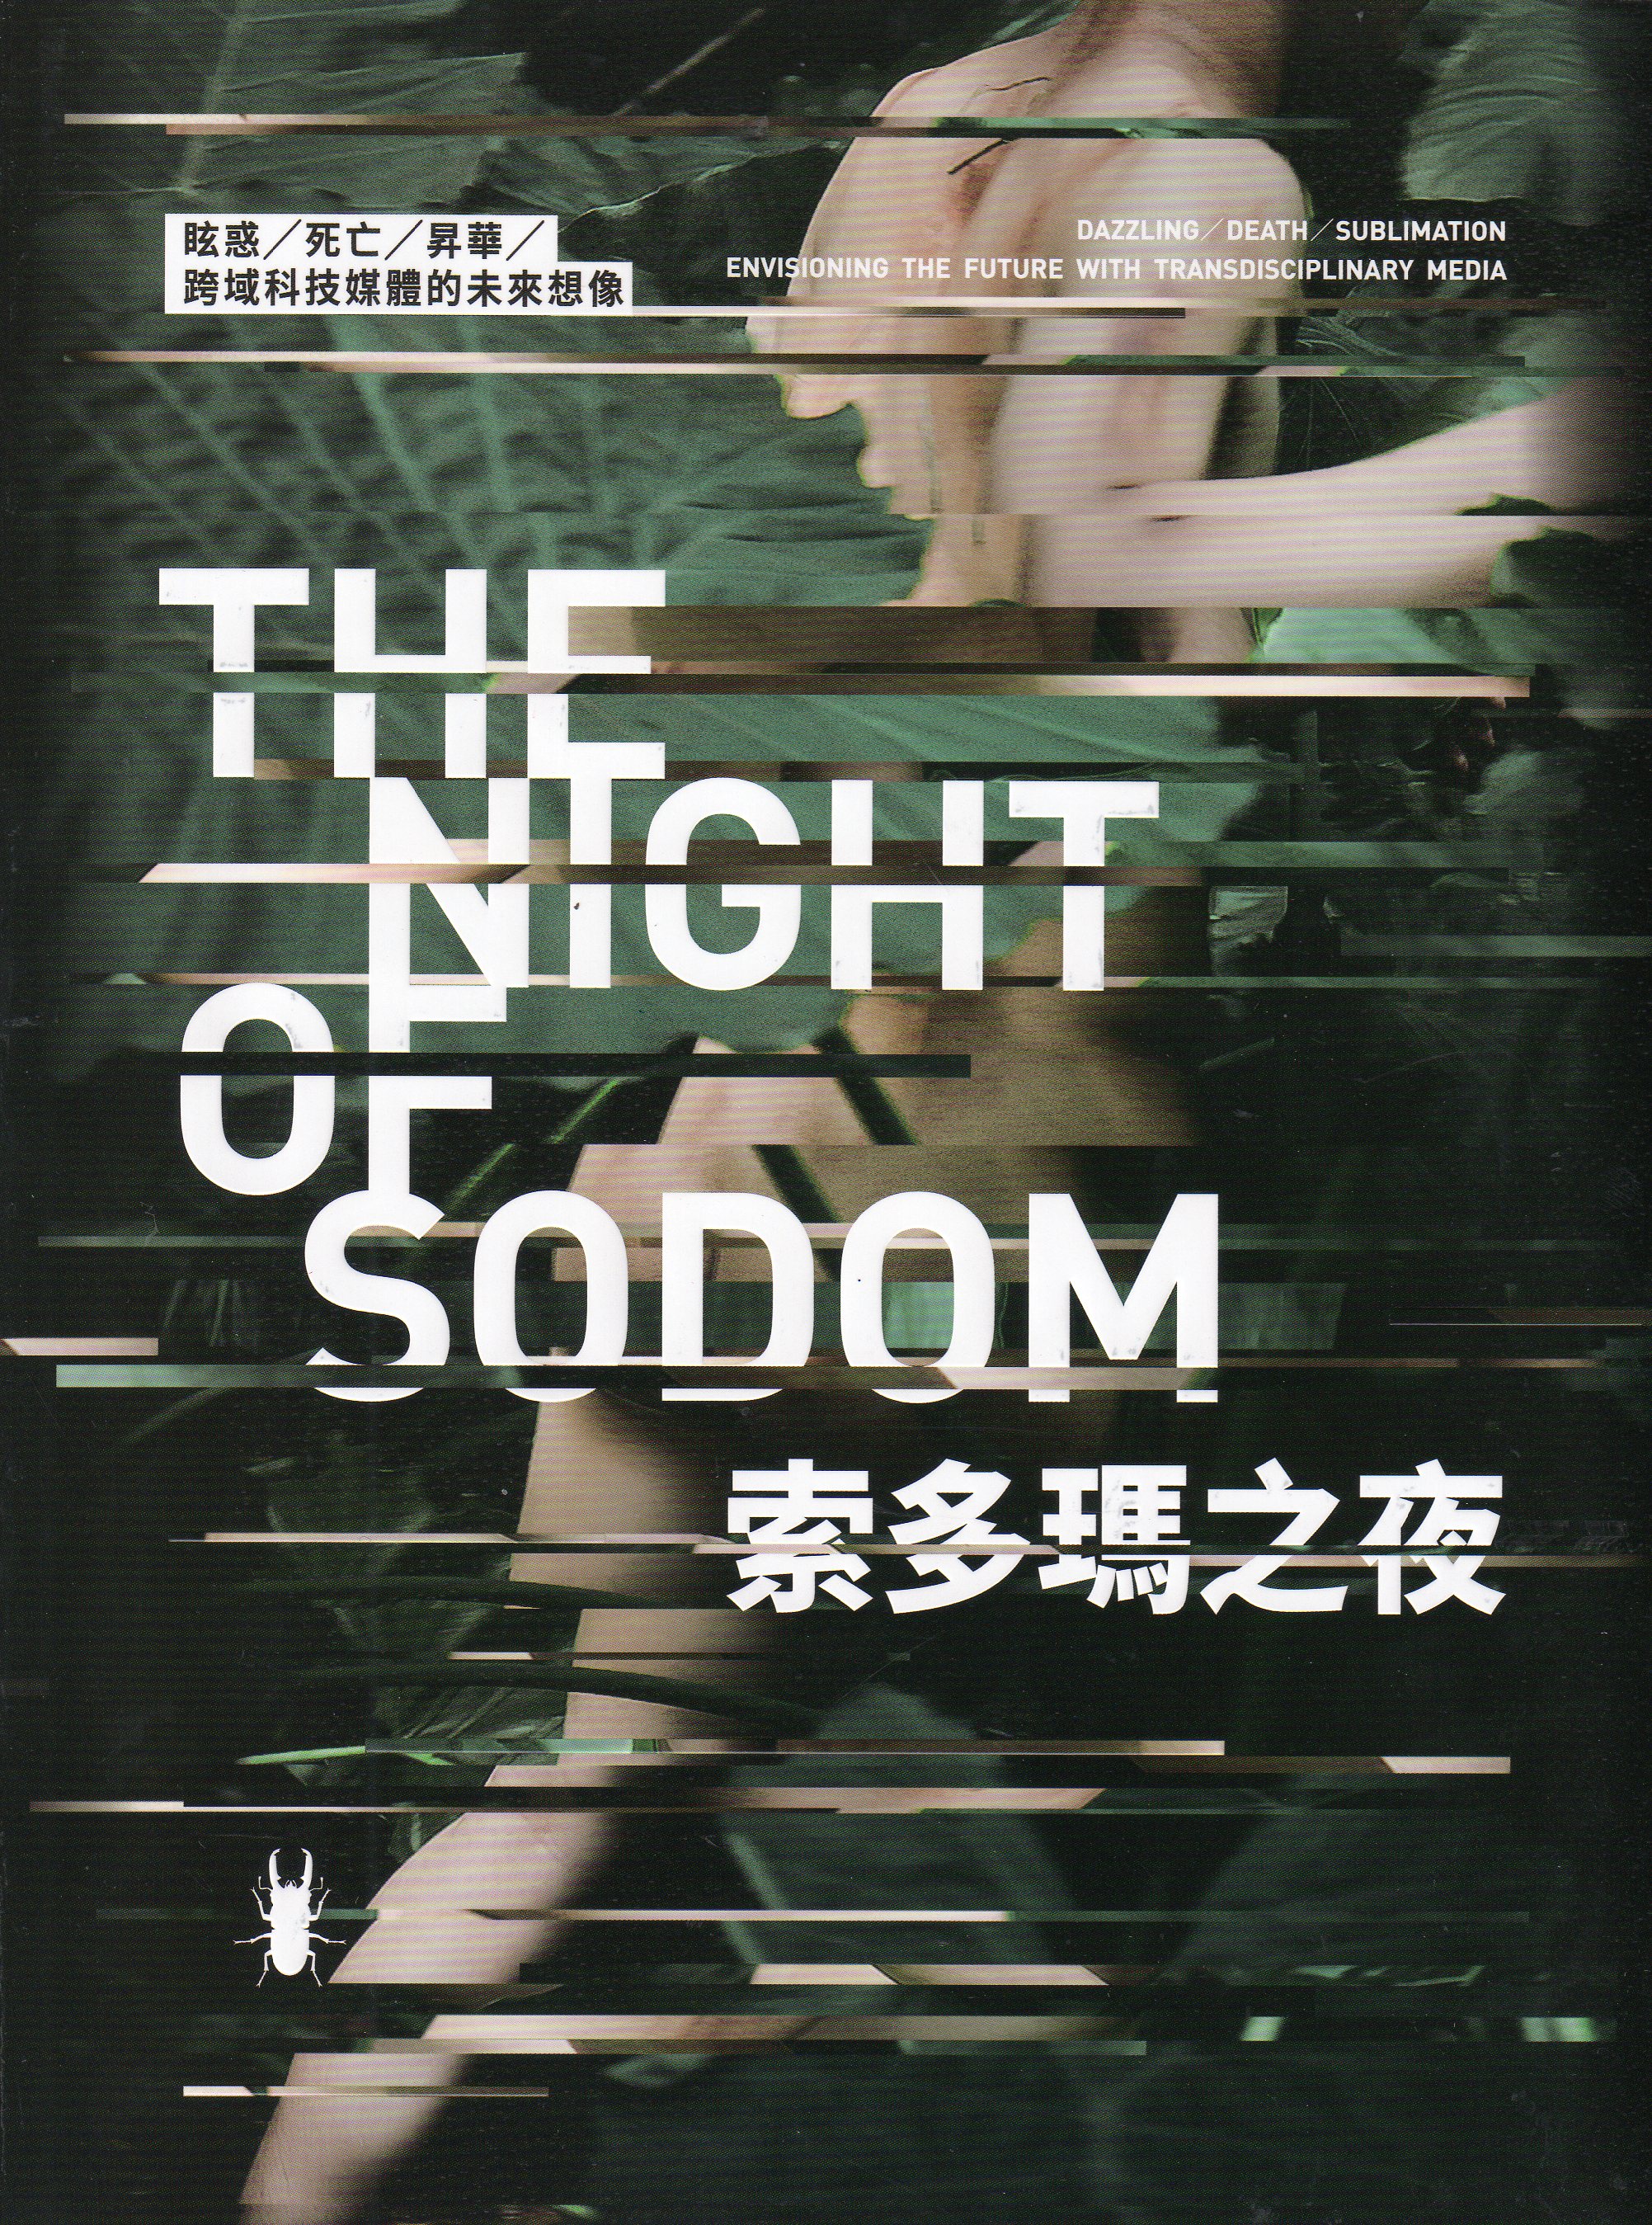 眩惑／死亡／昇華／
跨域科技媒體的未來想像
DAZZLING／DEATH／SUBLIMATION
ENVISIONING THE FUTURE WITH TRANSDISCIPLINARY MEDIA
THE
NIGHT
OF
SODOM
索多瑪之夜